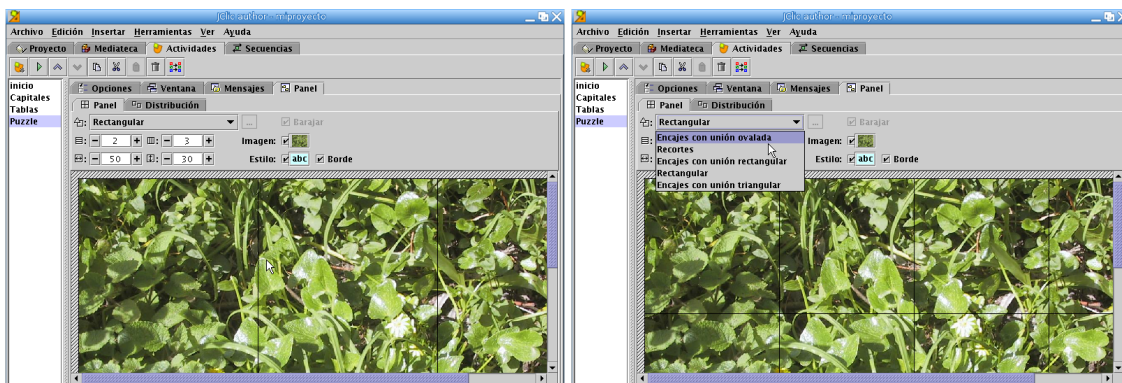 JClic author - miproyecto
Archivo Edición Insertar Herramientas Ver Ayuda
Proyecto Mediateca Actividades Secuencias
inicio
Capitales
Tablas
Puzzle
Opciones Ventana Mensajes Panel
Panel Distribución
Rectangular ... Barajar
2 3 Imagen:
50 30 Estilo: abc Borde
JClic author - miproyecto
Archivo Edición Insertar Herramientas Ver Ayuda
Proyecto Mediateca Actividades Secuencias
inicio
Capitales
Tablas
Puzzle
Opciones Ventana Mensajes Panel
Panel Distribución
Rectangular ... Barajar
Encajes con unión ovalada
Recortes
Encajes con unión rectangular
Rectangular
Encajes con unión triangular
Imagen:
Estilo: abc Borde